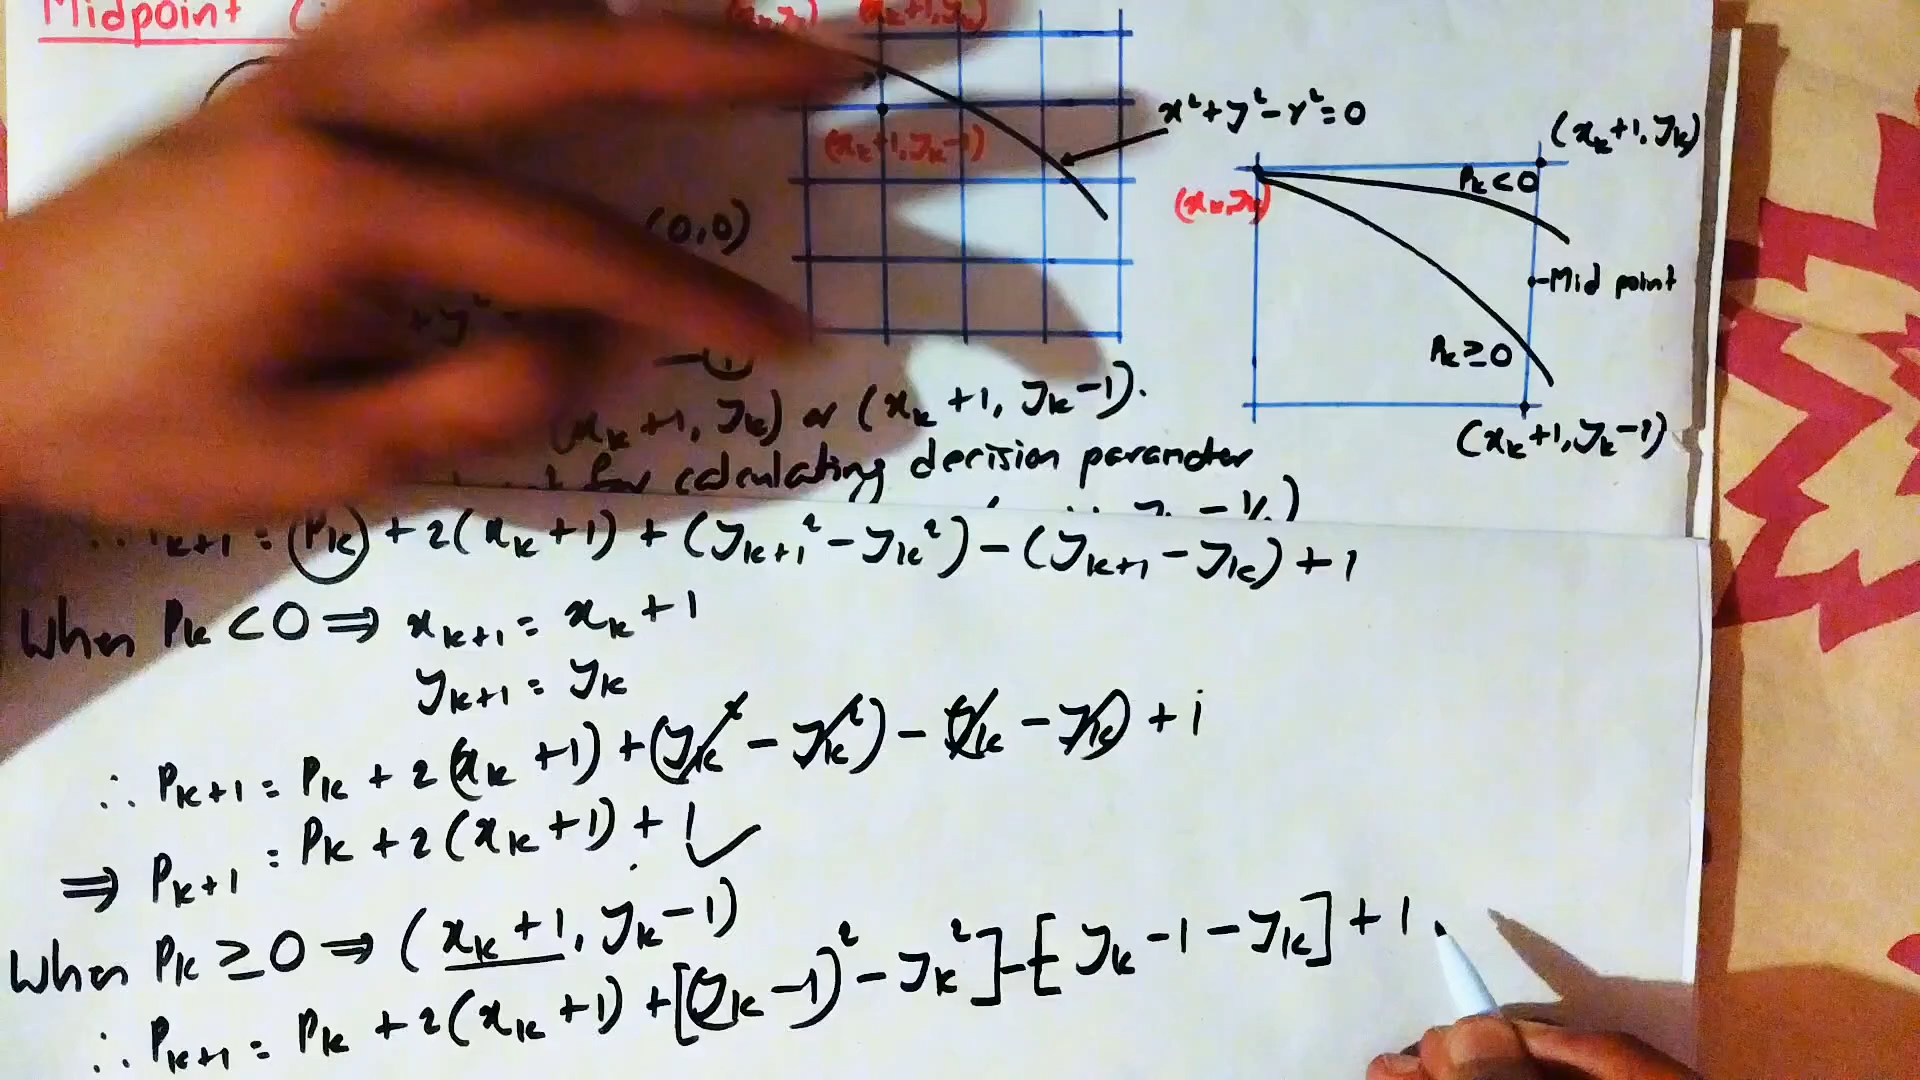 Midpoint (
(xₖ+1, yₖ)
(xₖ+1, yₖ-1)
x²+y²-r²=0
(xₖ+1, yₖ)
Pₖ<0
(xₖ,yₖ)
(0,0)
Mid point
Pₖ≥0
+y²-
(xₖ+1, yₖ) or (xₖ+1, yₖ-1).
(xₖ+1, yₖ-1)
for calculating decision parameter
yₖ - ½)
k+1 = Pₖ + 2(xₖ+1) + (yₖ₊₁² - yₖ²) - (yₖ₊₁ - yₖ) + 1
When Pₖ < 0 ⇒ xₖ₊₁ = xₖ + 1
yₖ₊₁ = yₖ
∴ Pₖ₊₁ = Pₖ + 2(xₖ + 1) + (yₖ² - yₖ²) - (yₖ - yₖ) + 1
⇒ Pₖ₊₁ = Pₖ + 2(xₖ + 1) + 1
When Pₖ ≥ 0 ⇒ (xₖ + 1, yₖ - 1)
∴ Pₖ₊₁ = Pₖ + 2(xₖ + 1) + [(yₖ - 1)² - yₖ²] - [yₖ - 1 - yₖ] + 1